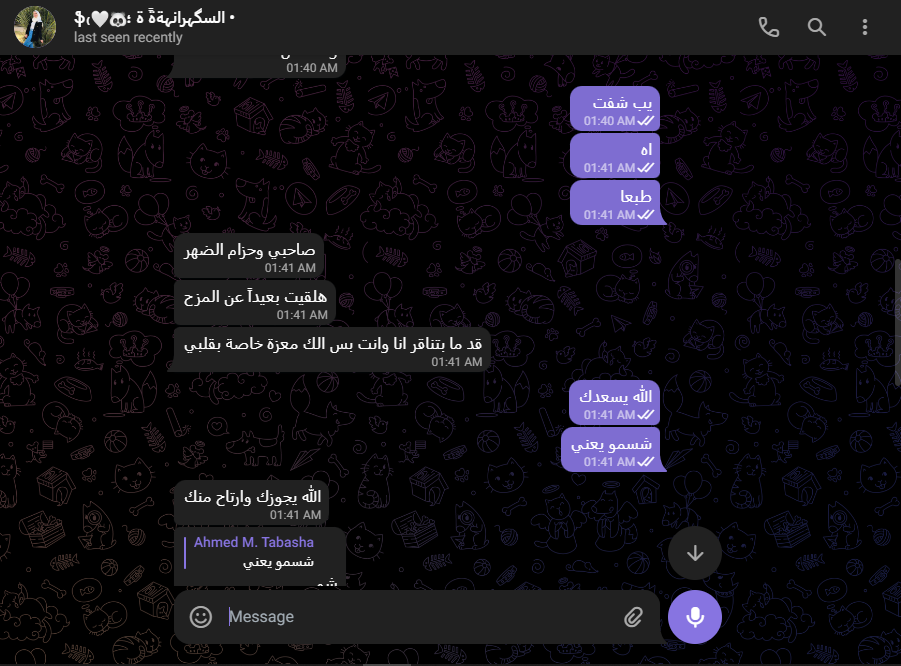 • السگهرانهةةً ة ؛🐼🤍
last seen recently
01:40 AM
يب شفت
01:40 AM
اه
01:41 AM
طبعا
01:41 AM
صاحبي وحزام الضهر
01:41 AM
هلقيت بعيداً عن المزح
01:41 AM
قد ما بتناقر انا وانت بس الك معزة خاصة بقلبي
01:41 AM
الله يسعدك
01:41 AM
شسمو يعني
01:41 AM
الله يجوزك وارتاح منك
01:41 AM
Ahmed M. Tabasha
شسمو يعني
Message